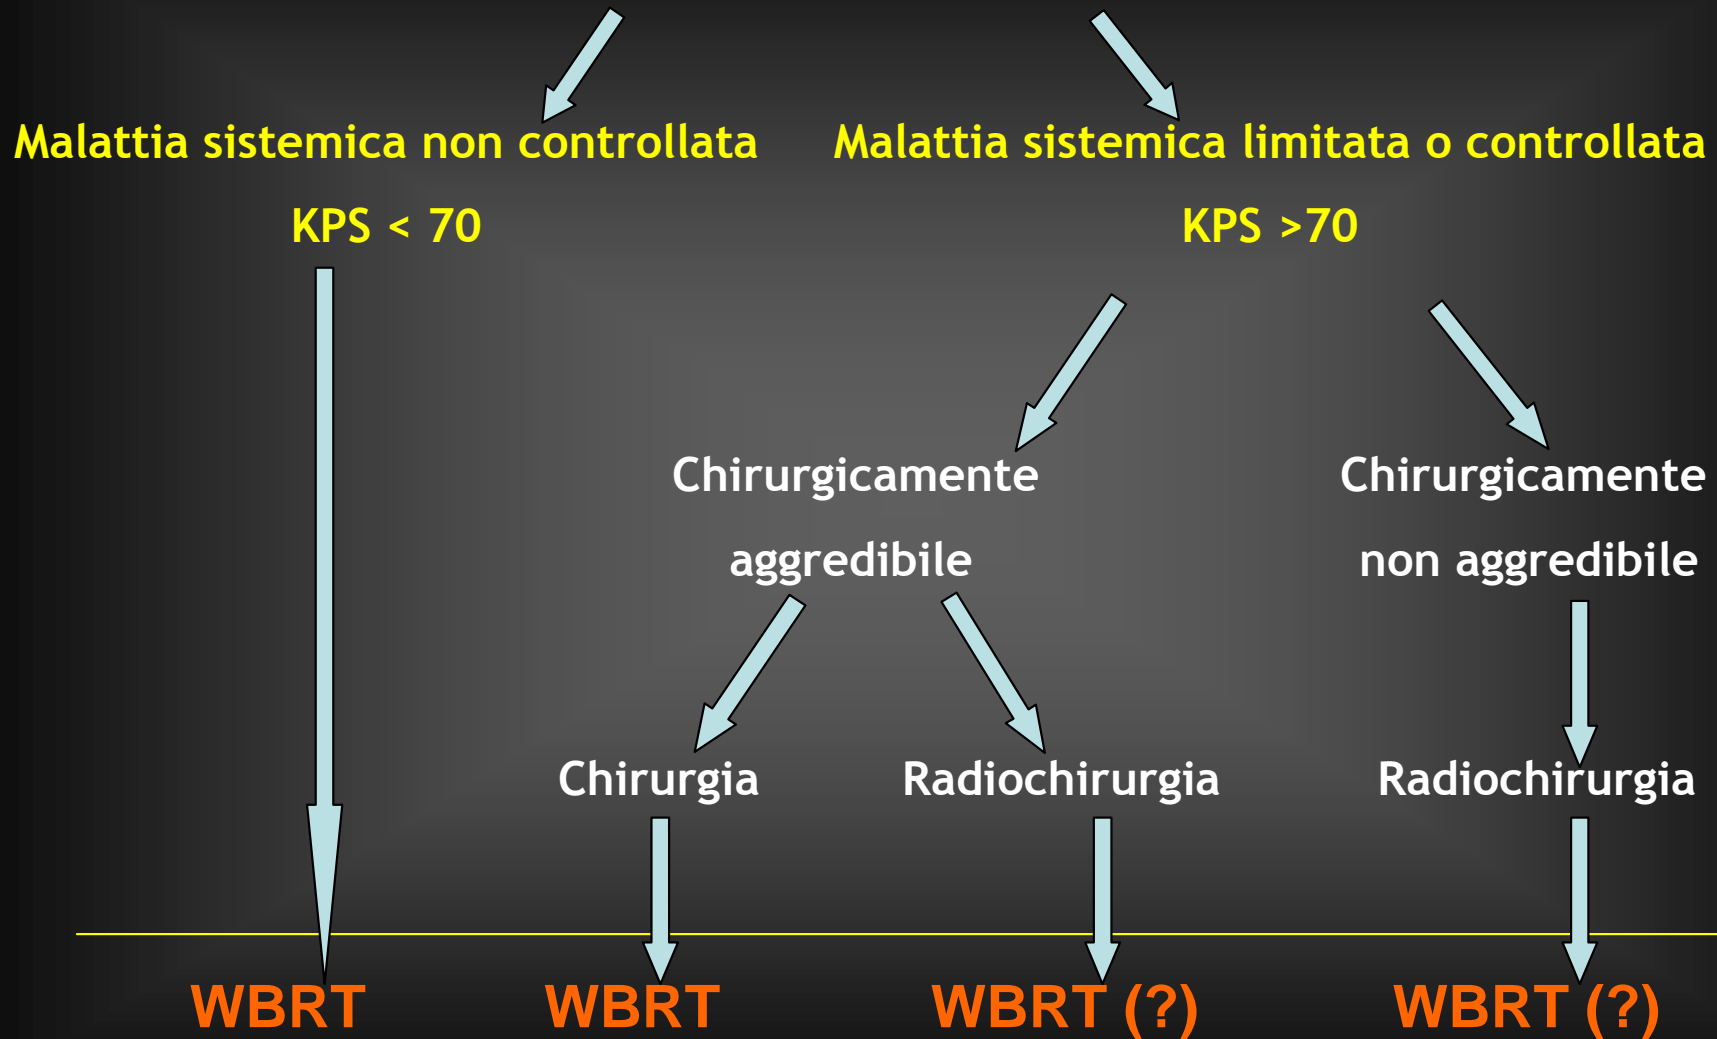 Malattia sistemica non controllata
KPS < 70
Malattia sistemica limitata o controllata
KPS >70
Chirurgicamente
aggredibile
Chirurgicamente
non aggredibile
Chirurgia
Radiochirurgia
Radiochirurgia
WBRT
WBRT
WBRT (?)
WBRT (?)